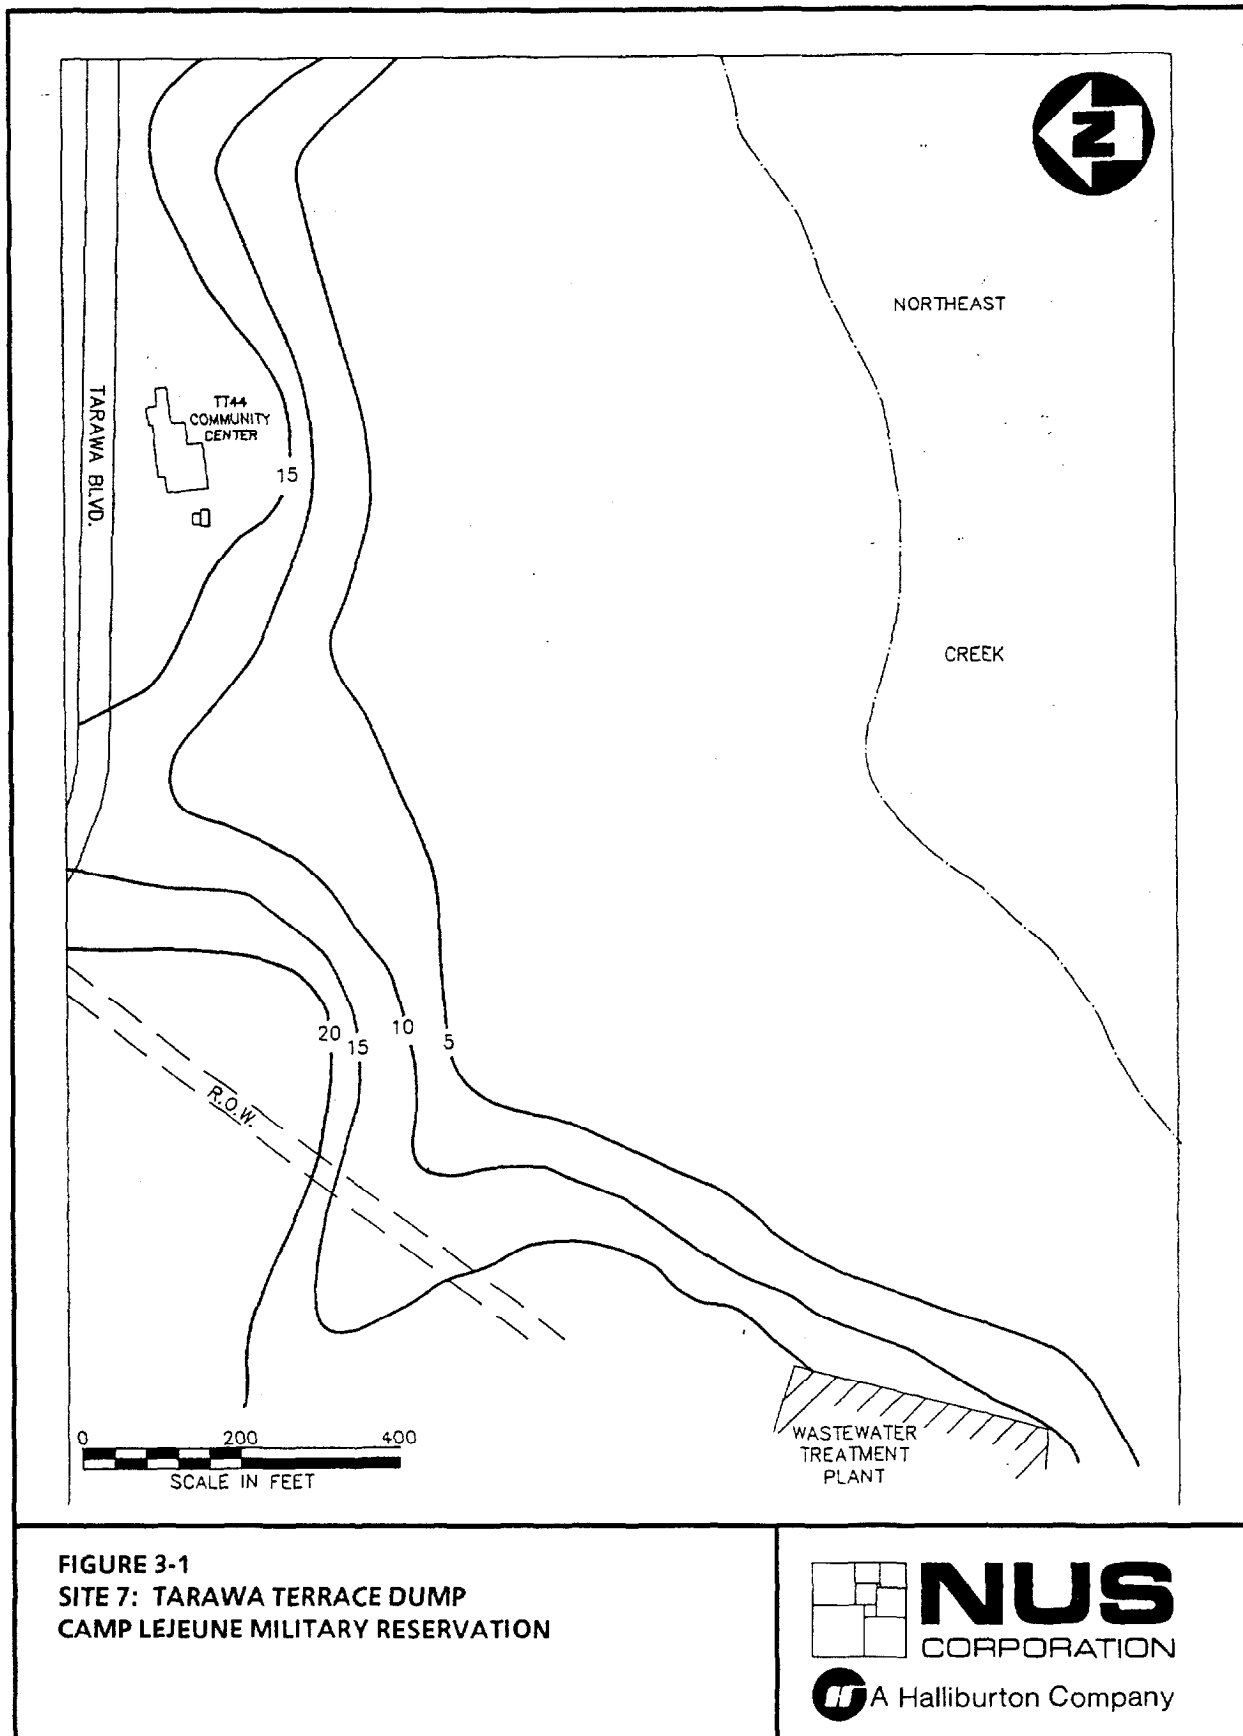 N
NORTHEAST
TARAWA BLVD.
TT44
COMMUNITY
CENTER
15
CREEK
20
15
10
5
R.O.W.
0 200 400
SCALE IN FEET
WASTEWATER
TREATMENT
PLANT
FIGURE 3-1
SITE 7: TARAWA TERRACE DUMP
CAMP LEJEUNE MILITARY RESERVATION
NUS
CORPORATION
H A Halliburton Company